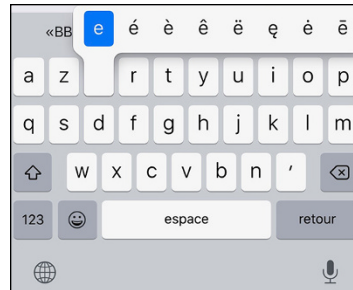 «BB e é è ê ë ę ė ē
a z r t y u i o p
q s d f g h j k l m
w x c v b n ’
123 espace retour